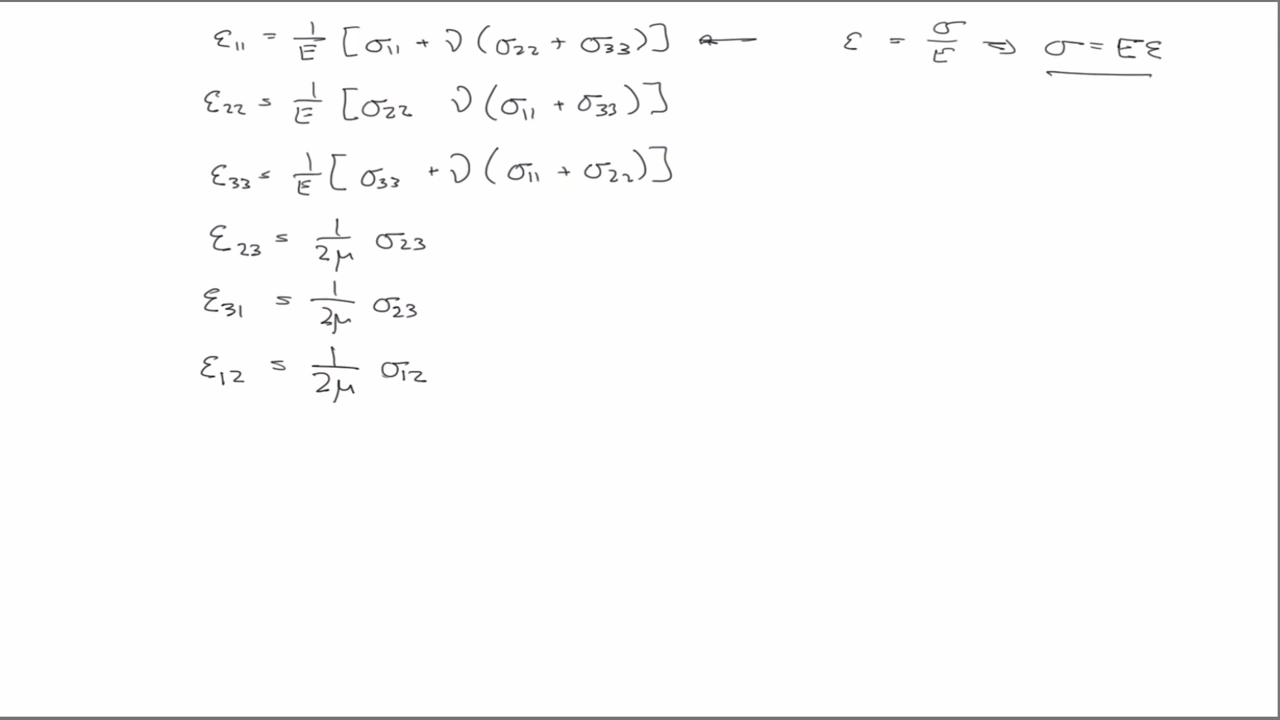 ε₁₁ = 1/E [σ₁₁ + ν (σ₂₂ + σ₃₃)] ← ε = σ/E ⇒ σ = Eε
ε₂₂ = 1/E [σ₂₂ ν (σ₁₁ + σ₃₃)]
ε₃₃ = 1/E [σ₃₃ + ν (σ₁₁ + σ₂₂)]
ε₂₃ = 1/2μ σ₂₃
ε₃₁ = 1/2μ σ₂₃
ε₁₂ = 1/2μ σ₁₂